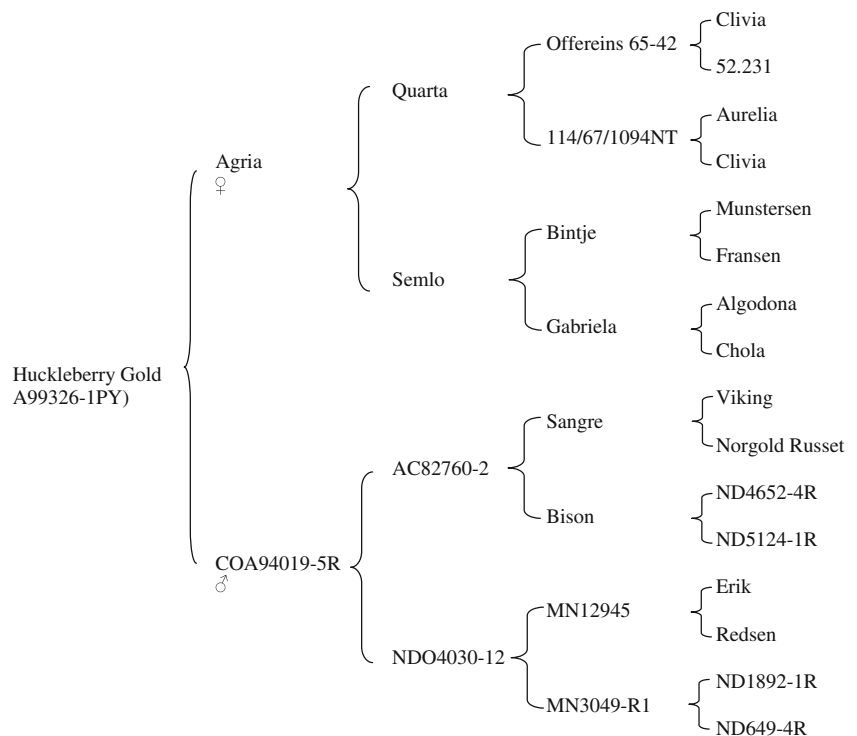 Clivia
Offereins 65-42
52.231
Quarta
Aurelia
114/67/1094NT
Clivia
Agria
♀
Munstersen
Bintje
Fransen
Semlo
Algodona
Gabriela
Chola
Huckleberry Gold
A99326-1PY)
Viking
Sangre
Norgold Russet
AC82760-2
ND4652-4R
Bison
ND5124-1R
COA94019-5R
♂
Erik
MN12945
Redsen
NDO4030-12
ND1892-1R
MN3049-R1
ND649-4R